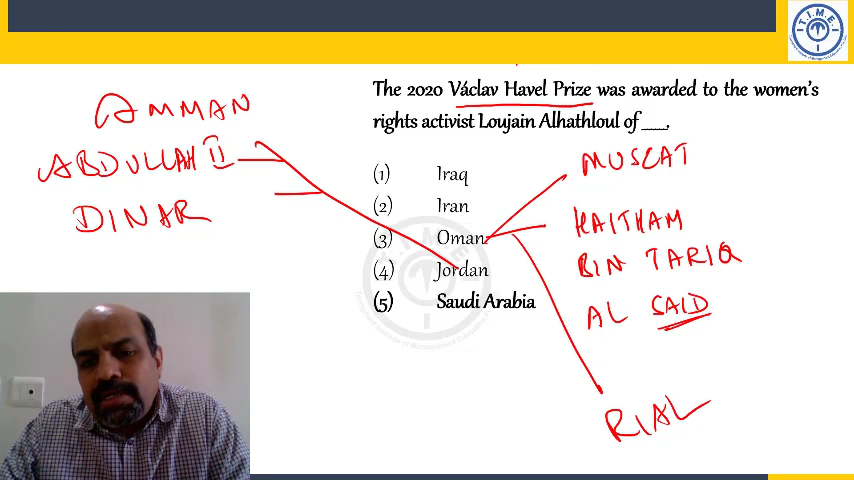 T.I.M.E.
The 2020 Václav Havel Prize was awarded to the women's
rights activist Loujain Alhathloul of ___.
(1) Iraq
(2) Iran
(3) Oman
(4) Jordan
(5) Saudi Arabia
AMMAN
ABDULLAH II
DINAR
MUSCAT
HAITHAM
BIN TARIQ
AL SAID
RIAL